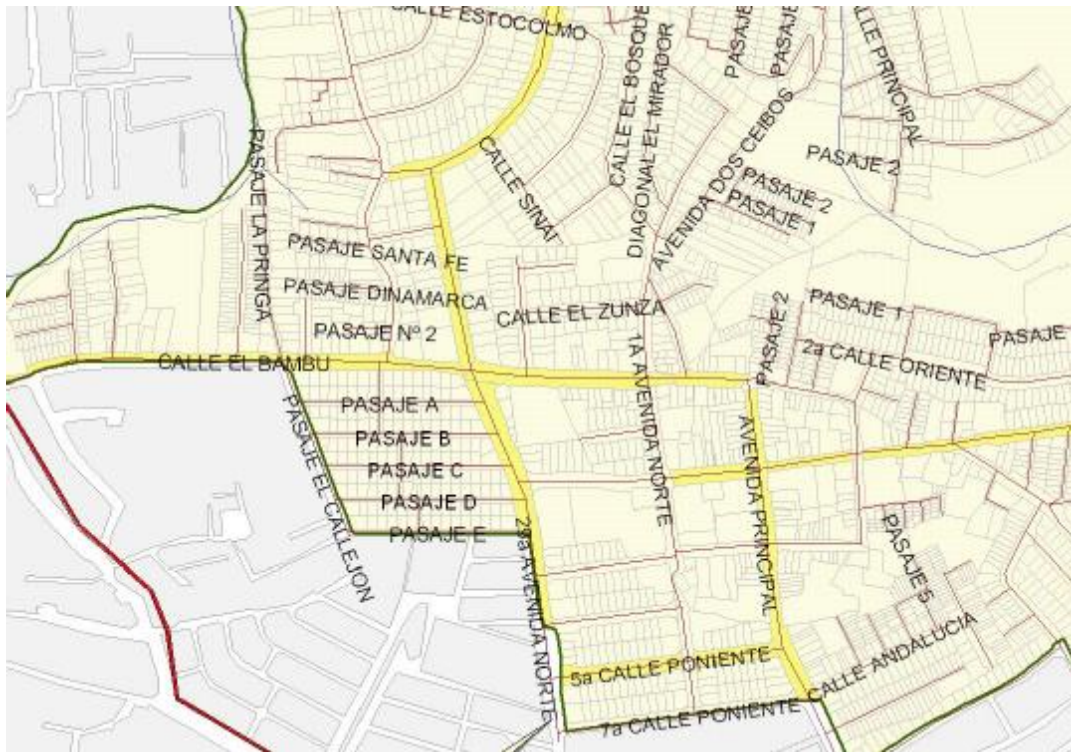 CALLE ESTOCOLMO
CALLE EL BOSQUE
DIAGONAL EL MIRADOR
PASAJE
PASAJE
CALLE PRINCIPAL
AVENIDA DOS CEIBOS
PASAJE 2
PASAJE 2
PASAJE 1
CALLE SINAI
PASAJE LA PRINGA
PASAJE SANTA FE
PASAJE DINAMARCA
CALLE EL ZUNZA
PASAJE Nº 2
PASAJE 2
PASAJE 1
PASAJE
2a CALLE ORIENTE
CALLE EL BAMBU
1A AVENIDA NORTE
PASAJE A
PASAJE B
PASAJE C
PASAJE D
PASAJE E
PASAJE EL CALLEJON
29a AVENIDA NORTE
AVENIDA PRINCIPAL
PASAJE 5
5a CALLE PONIENTE
7a CALLE PONIENTE
CALLE ANDALUCIA